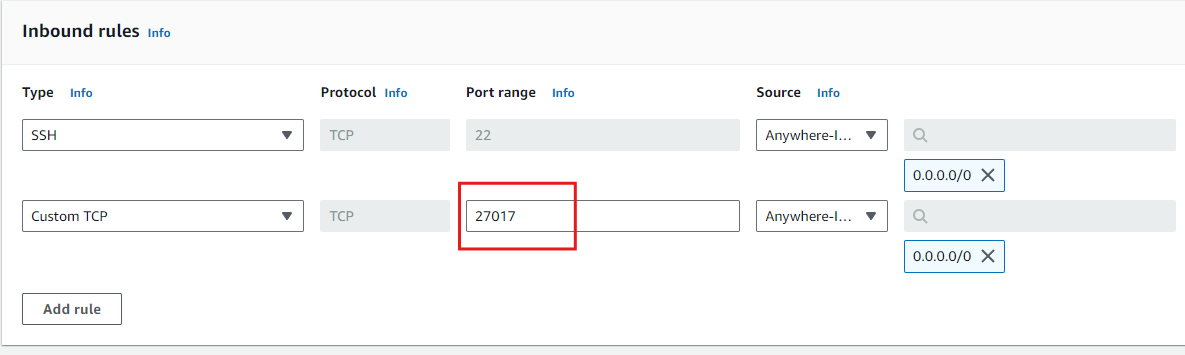 Inbound rules Info
Type Info Protocol Info Port range Info Source Info
SSH TCP 22 Anywhere-I...
0.0.0.0/0
Custom TCP TCP 27017 Anywhere-I...
0.0.0.0/0
Add rule